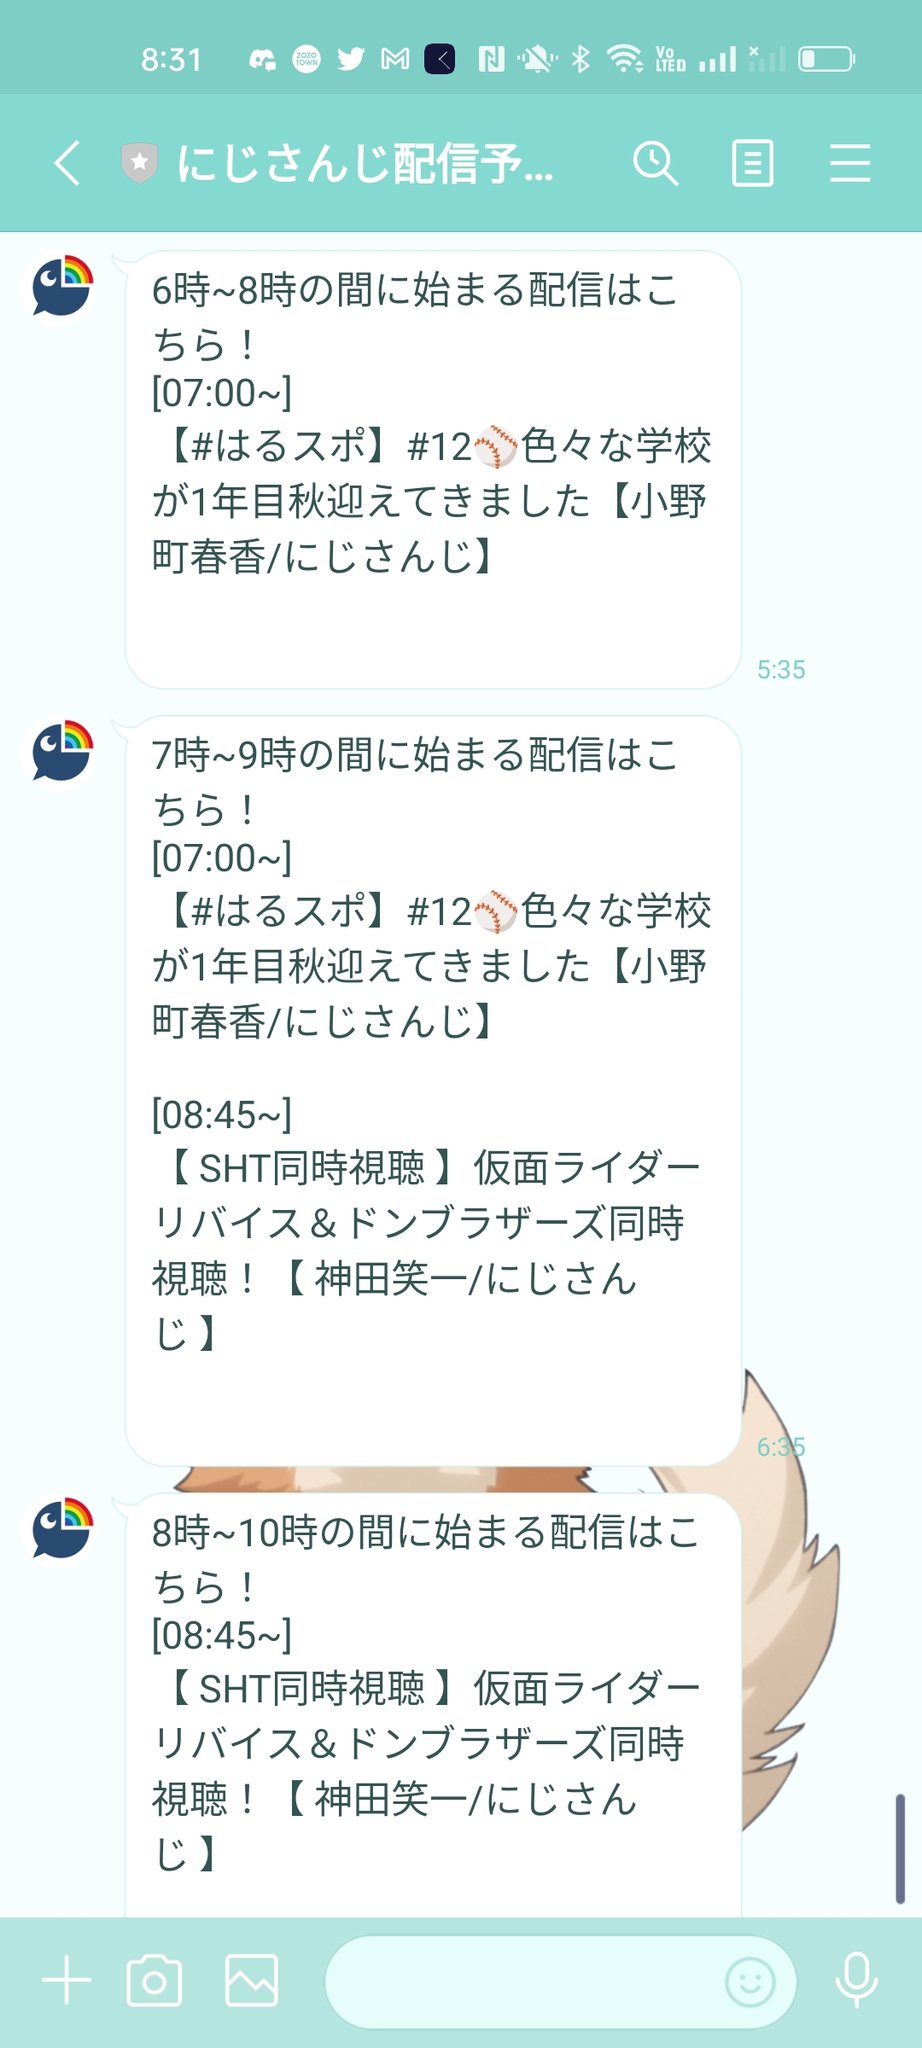 8:31
ZOZO
TOWN
Vo
LTED
にじさんじ配信予...
6時~8時の間に始まる配信はこ
ちら！
[07:00~]
【#はるスポ】#12⚾色々な学校
が1年目秋迎えてきました【小野
町春香/にじさんじ】
5:35
7時~9時の間に始まる配信はこ
ちら！
[07:00~]
【#はるスポ】#12⚾色々な学校
が1年目秋迎えてきました【小野
町春香/にじさんじ】
[08:45~]
【 SHT同時視聴 】仮面ライダー
リバイス＆ドンブラザーズ同時
視聴！【 神田笑一/にじさん
じ 】
6:35
8時~10時の間に始まる配信はこ
ちら！
[08:45~]
【 SHT同時視聴 】仮面ライダー
リバイス＆ドンブラザーズ同時
視聴！【 神田笑一/にじさん
じ 】